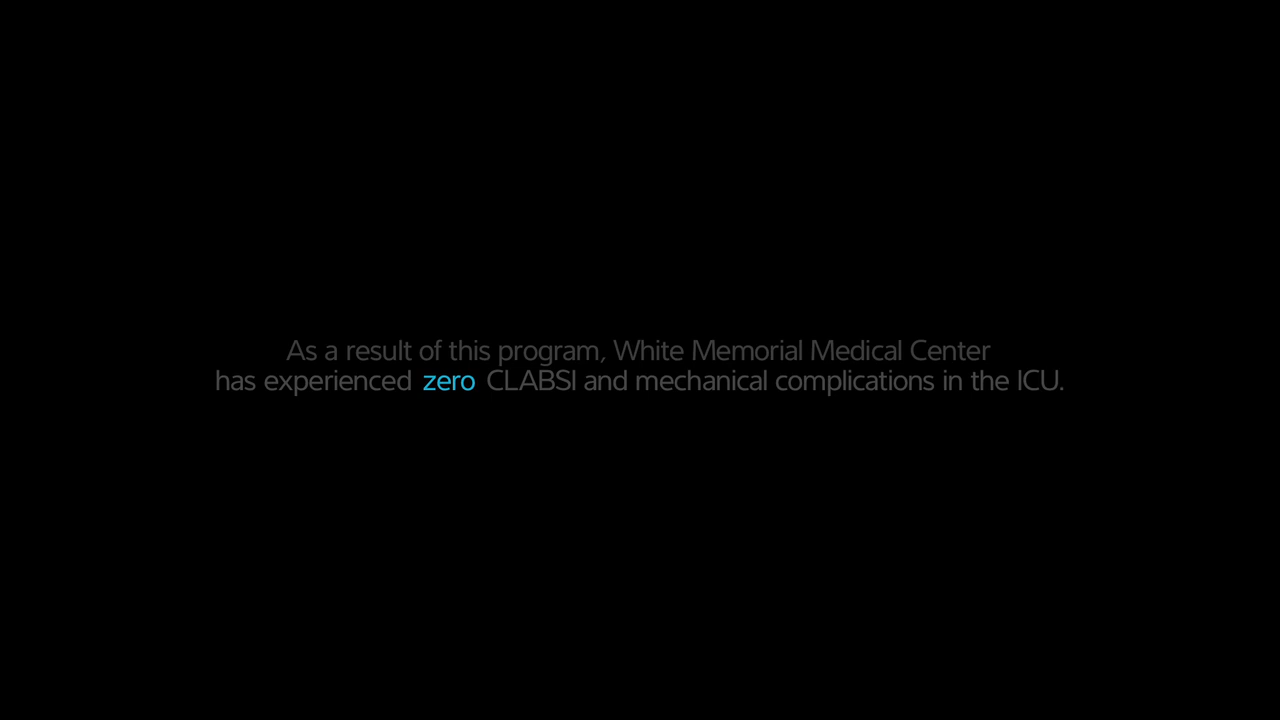 As a result of this program, White Memorial Medical Center
has experienced zero CLABSI and mechanical complications in the ICU.